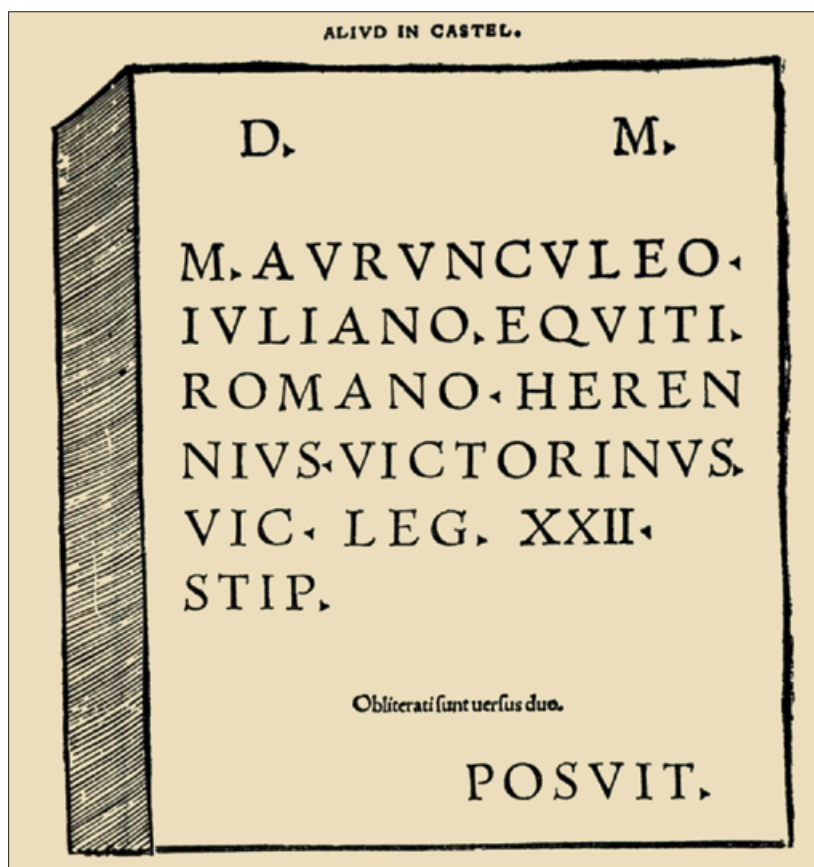 ALIVD IN CASTEL.
D. M.
M. AVRVNCVLEO·
IVLIANO. EQVITI.
ROMANO·HEREN
NIVS·VICTORINVS.
VIC· LEG. XXII·
STIP.
Obliterati ſunt uerſus duo.
POSVIT.